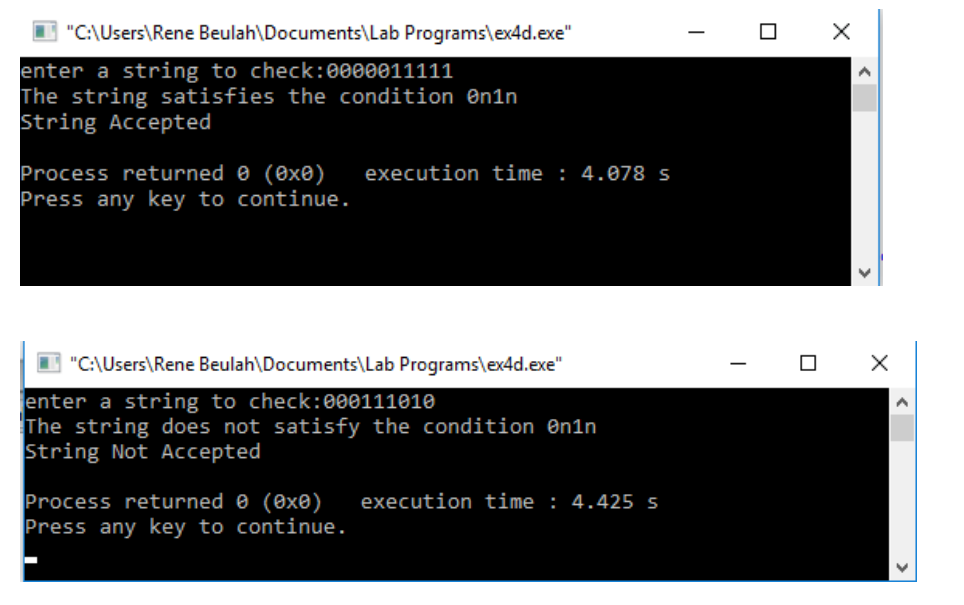 "C:\Users\Rene Beulah\Documents\Lab Programs\ex4d.exe"
enter a string to check:0000011111
The string satisfies the condition 0n1n
String Accepted
Process returned 0 (0x0)   execution time : 4.078 s
Press any key to continue.
"C:\Users\Rene Beulah\Documents\Lab Programs\ex4d.exe"
enter a string to check:000111010
The string does not satisfy the condition 0n1n
String Not Accepted
Process returned 0 (0x0)   execution time : 4.425 s
Press any key to continue.